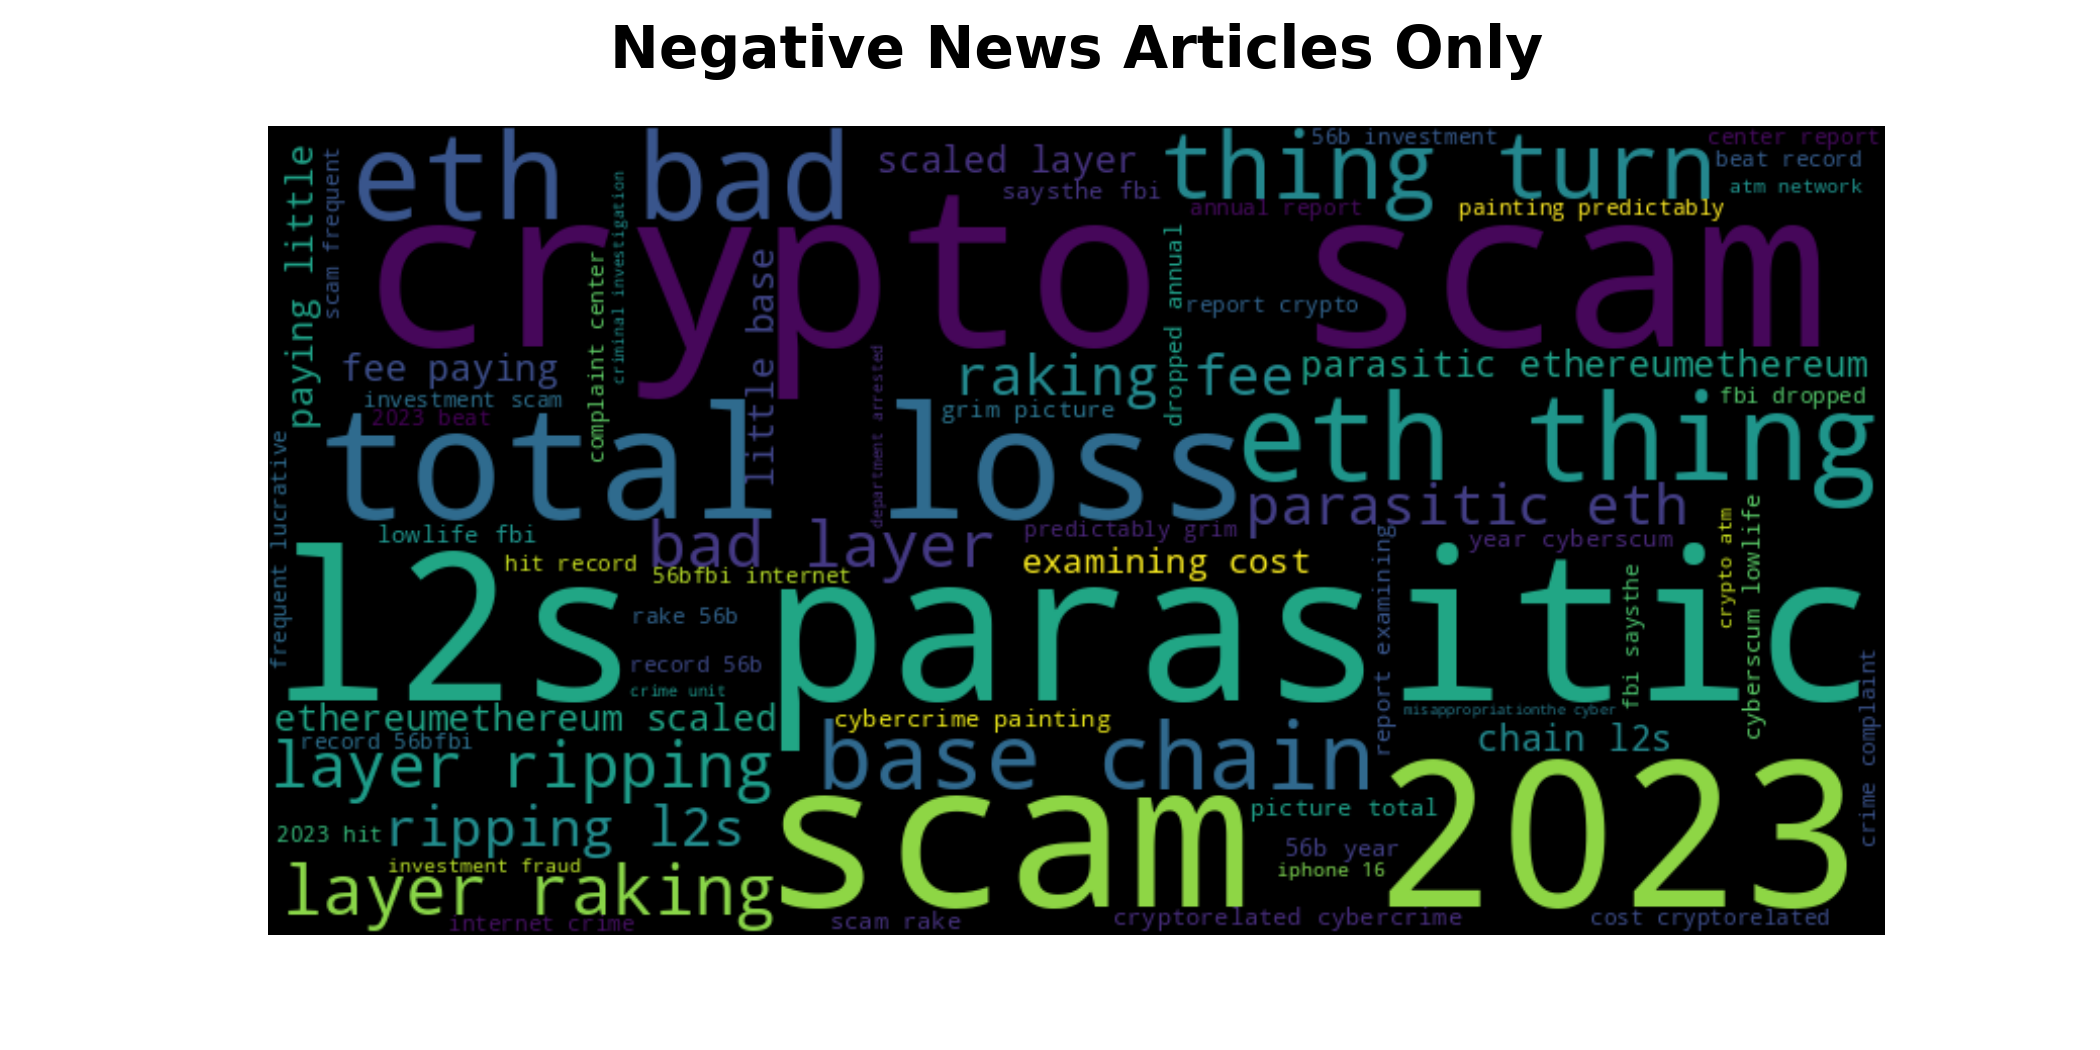 Negative News Articles Only
56b investment
center report
eth bad
scaled layer
thing turn
beat record
saysthe fbi
atm network
paying little
scam frequent
criminal investigation
annual report
painting predictably
crypto scam
complaint center
little base
dropped annual
report crypto
fee paying
department arrested
raking fee
parasitic ethereumethereum
investment scam
2023 beat
grim picture
fbi dropped
total loss
eth thing
frequent lucrative
parasitic eth
lowlife fbi
bad layer
predictably grim
year cyberscum
crypto atm
cyberscum lowlife
hit record
56bfbi internet
examining cost
report examining
l2s parasitic
rake 56b
fbi saysthe
record 56b
crime unit
crime complaint
ethereumethereum scaled
cybercrime painting
misappropriationthe cyber
record 56bfbi
base chain
chain l2s
layer ripping
scam 2023
picture total
2023 hit
ripping l2s
56b year
investment fraud
iphone 16
layer raking
internet crime
scam rake
cryptorelated cybercrime
cost cryptorelated